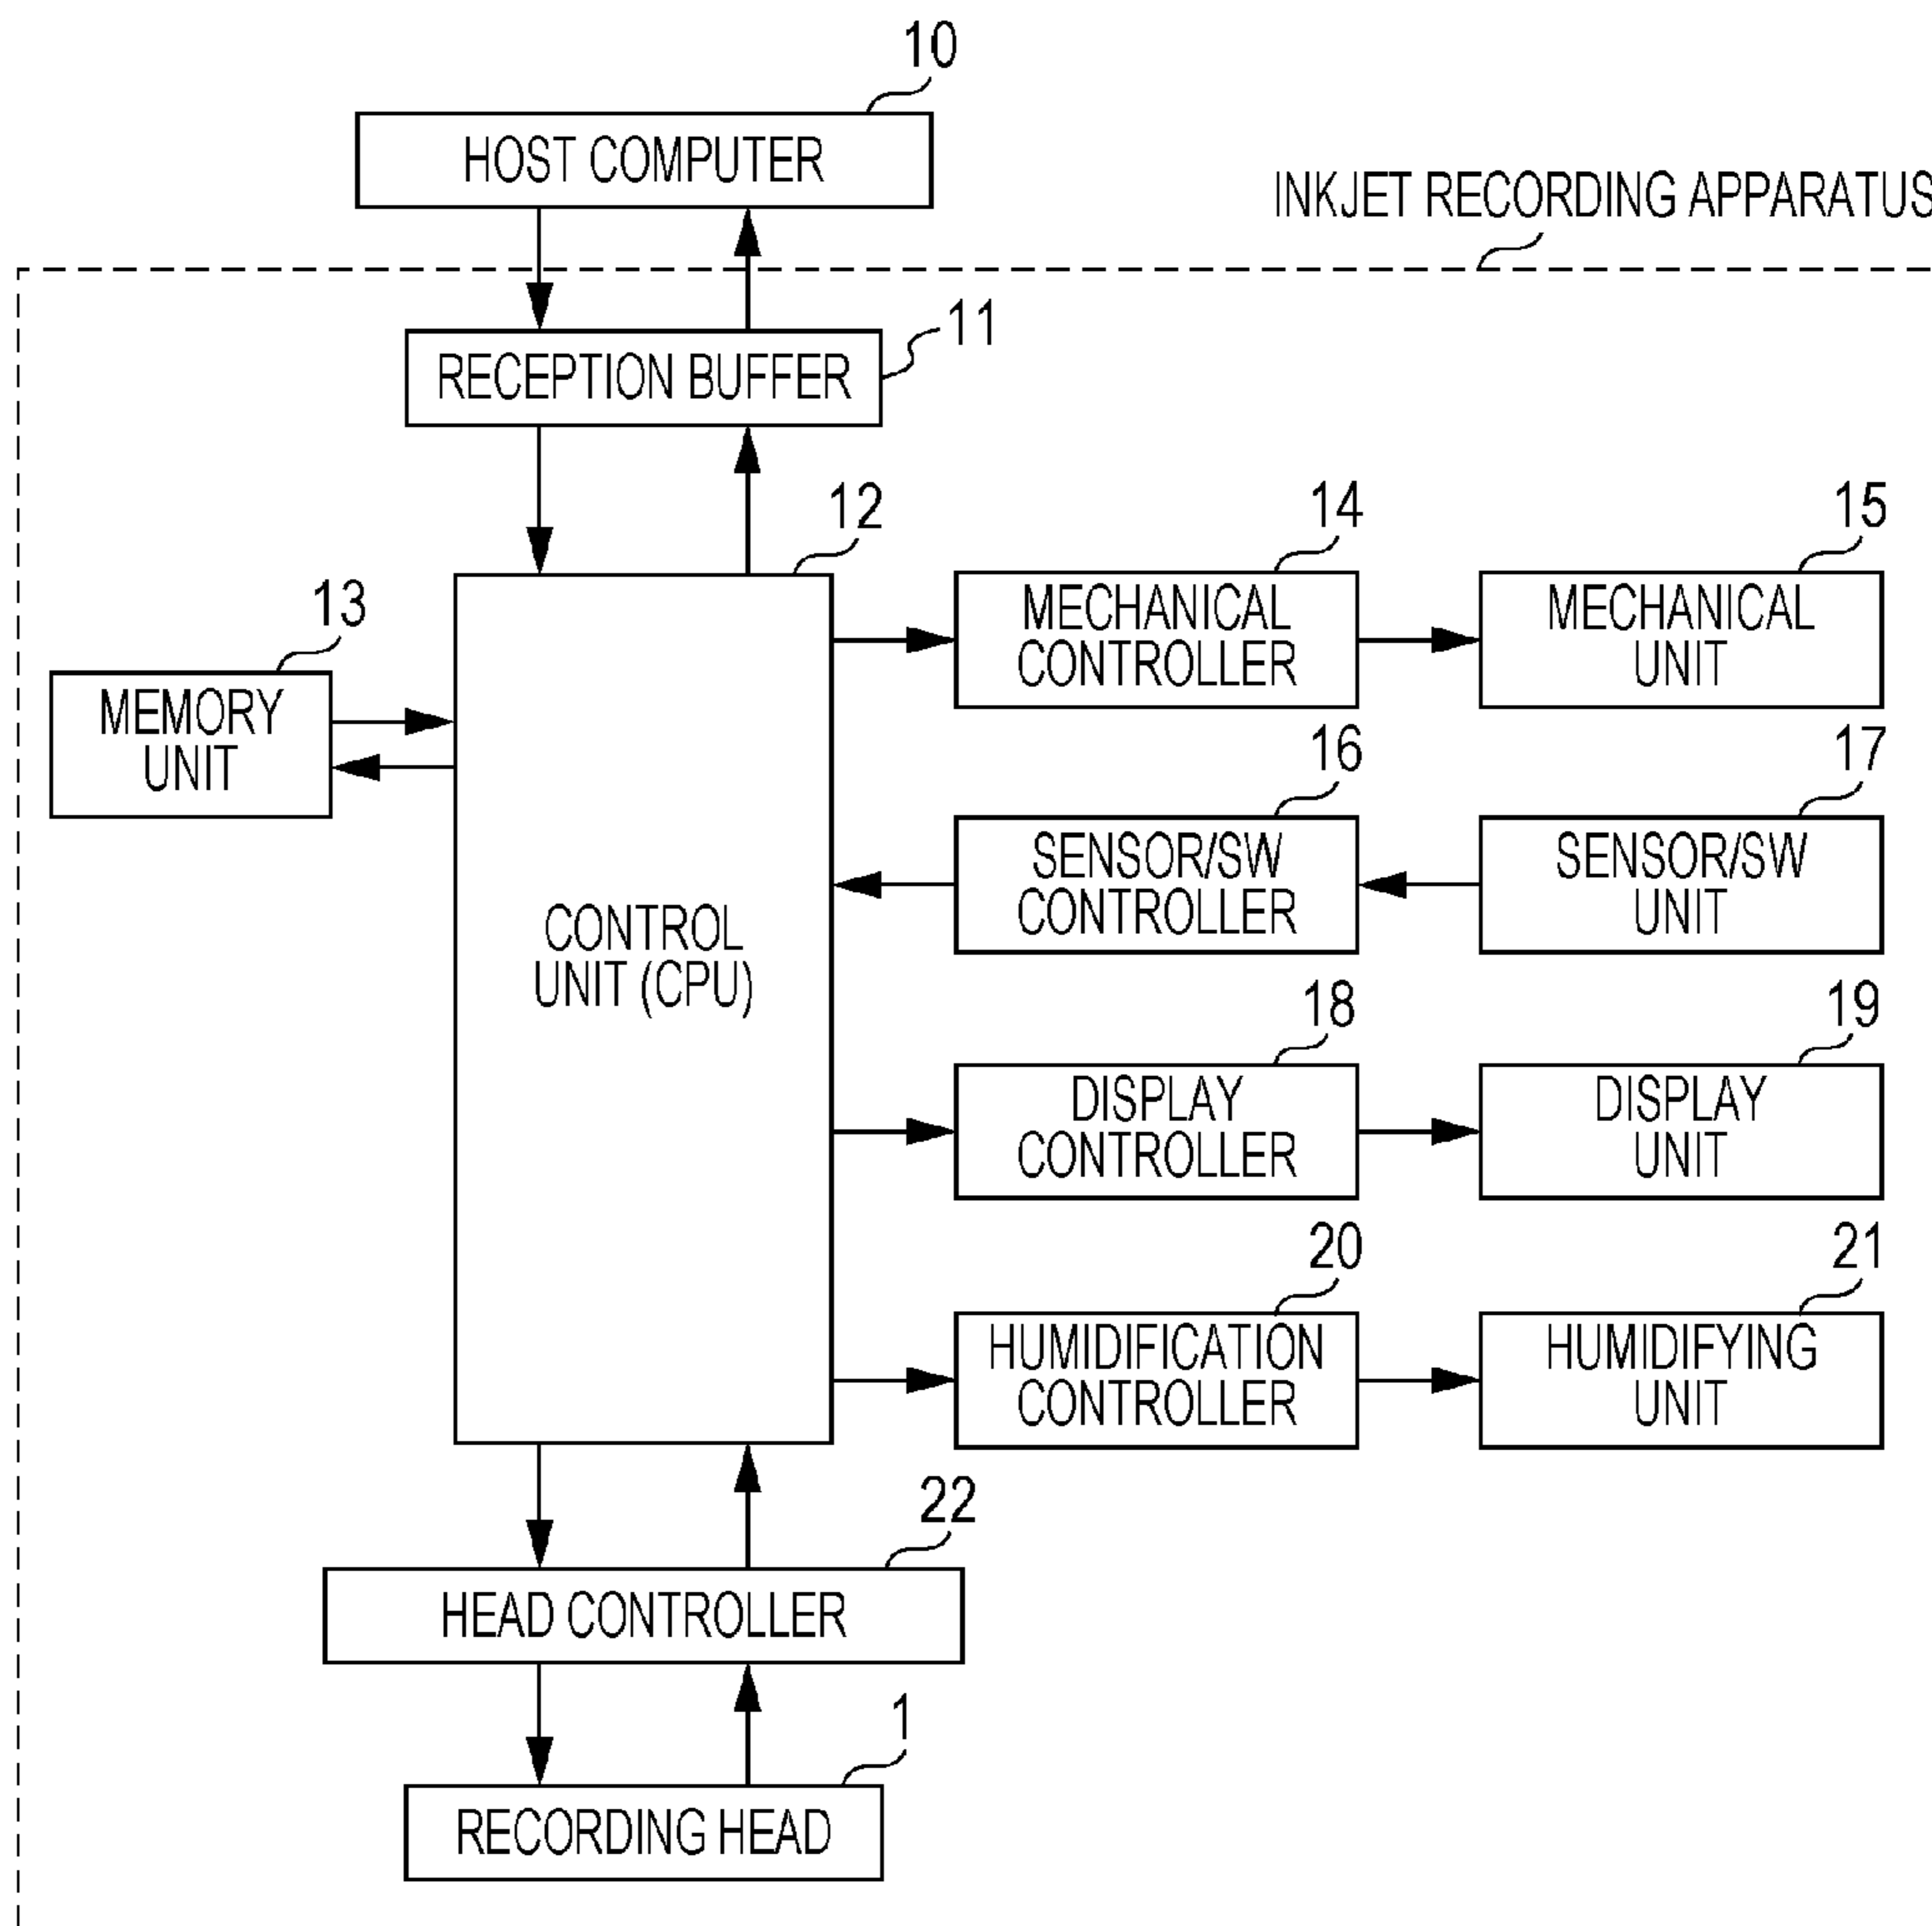 10
HOST COMPUTER
INKJET RECORDING APPARATUS
11
RECEPTION BUFFER
12
14
15
13
MECHANICAL
CONTROLLER
MECHANICAL
UNIT
MEMORY
UNIT
16
17
SENSOR/SW
CONTROLLER
SENSOR/SW
UNIT
CONTROL
UNIT (CPU)
18
19
DISPLAY
CONTROLLER
DISPLAY
UNIT
20
21
HUMIDIFICATION
CONTROLLER
HUMIDIFYING
UNIT
22
HEAD CONTROLLER
1
RECORDING HEAD